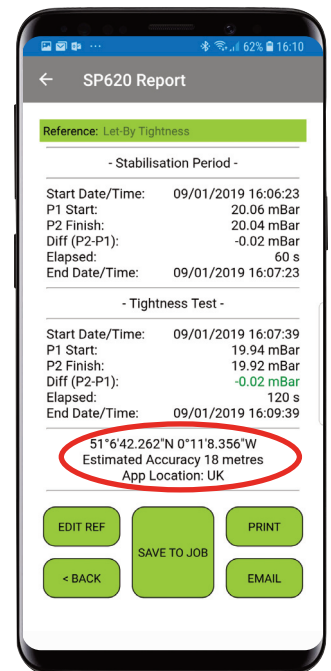 62% 16:10
SP620 Report
Reference: Let-By Tightness
- Stabilisation Period -
Start Date/Time: 09/01/2019 16:06:23
P1 Start: 20.06 mBar
P2 Finish: 20.04 mBar
Diff (P2-P1): -0.02 mBar
Elapsed: 60 s
End Date/Time: 09/01/2019 16:07:23
- Tightness Test -
Start Date/Time: 09/01/2019 16:07:39
P1 Start: 19.94 mBar
P2 Finish: 19.92 mBar
Diff (P2-P1): -0.02 mBar
Elapsed: 120 s
End Date/Time: 09/01/2019 16:09:39
51°6'42.262"N 0°11'8.356"W
Estimated Accuracy 18 metres
App Location: UK
EDIT REF
SAVE TO JOB
PRINT
< BACK
EMAIL